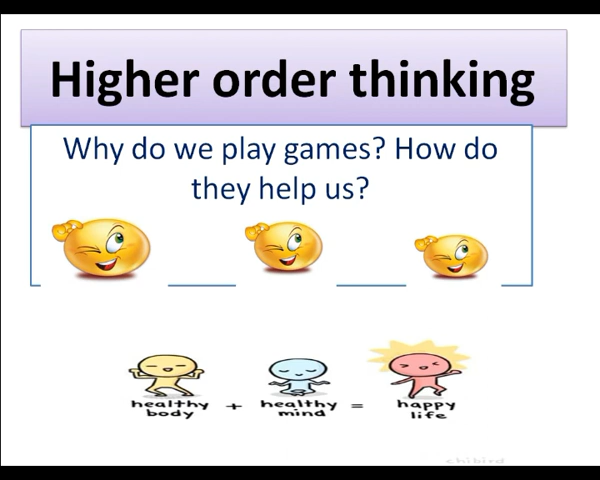 Higher order thinking
Why do we play games? How do
they help us?
healthy body + healthy mind = happy life
chibird